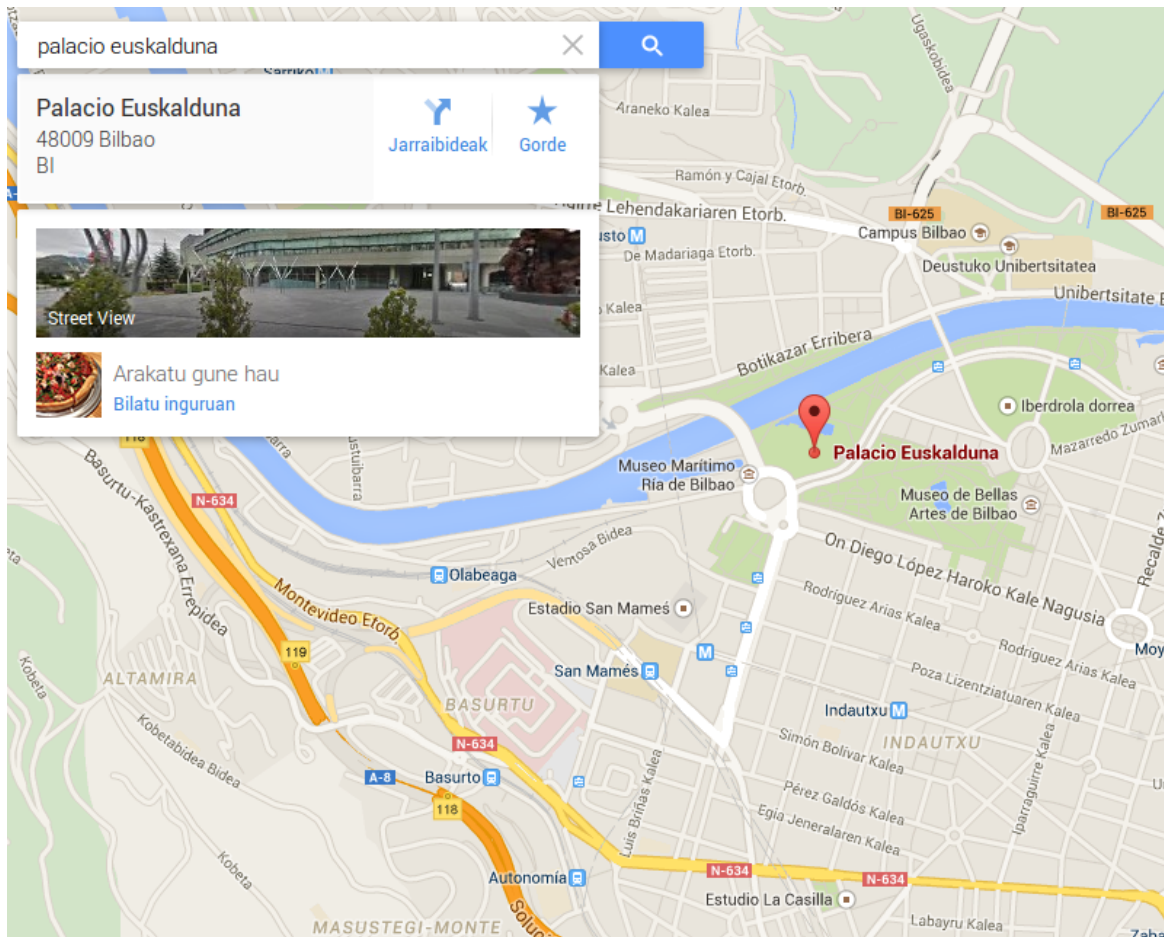 palacio euskalduna
Palacio Euskalduna
48009 Bilbao
BI
Jarraibideak
Gorde
Street View
Arakatu gune hau
Bilatu inguruan
Ugaskobidea
Araneko Kalea
Ramón y Cajal Etorb.
Lehendakariaren Etorb.
BI-625
BI-625
Campus Bilbao
De Madariaga Etorb.
Deustuko Unibertsitatea
Unibertsitate
Kalea
Botikazar Erribera
Kalea
Iberdrola dorrea
Mazarredo
Palacio Euskalduna
Museo Marítimo
Ría de Bilbao
Museo de Bellas
Artes de Bilbao
Basurtu-Kastrexana Errepidea
N-634
Ventosa Bidea
On Diego López Haroko Kale Nagusia
Recalde
Olabeaga
Montevideo Etorb.
Estadio San Mamés
Rodríguez Arias Kalea
Rodríguez Arias Kalea
119
Kobeta
ALTAMIRA
San Mamés
Poza Lizentziatuaren Kalea
BASURTU
Indautxu
INDAUTXU
Kobetabidea Bidea
N-634
Simón Bolivar Kalea
Iparraguirre Kalea
A-8
Basurto
118
Luis Briñas Kalea
Pérez Galdós Kalea
Egia Jeneralaren Kalea
Kobeta
Autonomía
N-634
N-634
Estudio La Casilla
MASUSTEGI-MONTE
Labayru Kalea